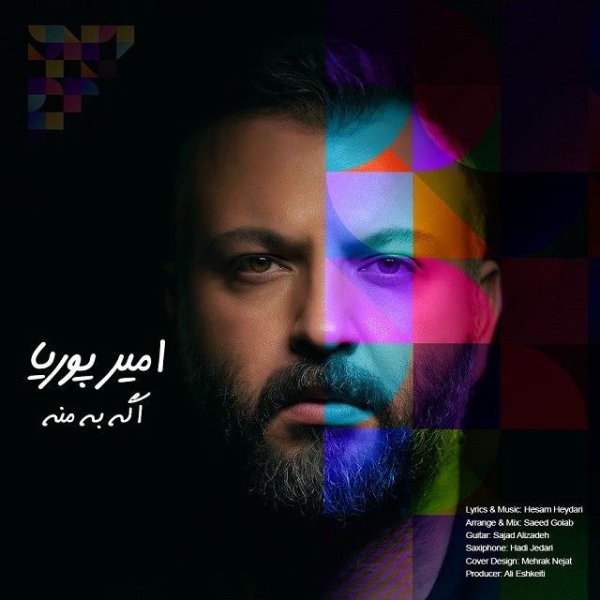 امیر پوریا
اگه به منه
Lyrics & Music: Hesam Heydari
Arrange & Mix: Saeed Golab
Guitar: Sajad Alizadeh
Saxiphone: Hadi Jedari
Cover Design: Mehrak Nejat
Producer: Ali Eshkeiti